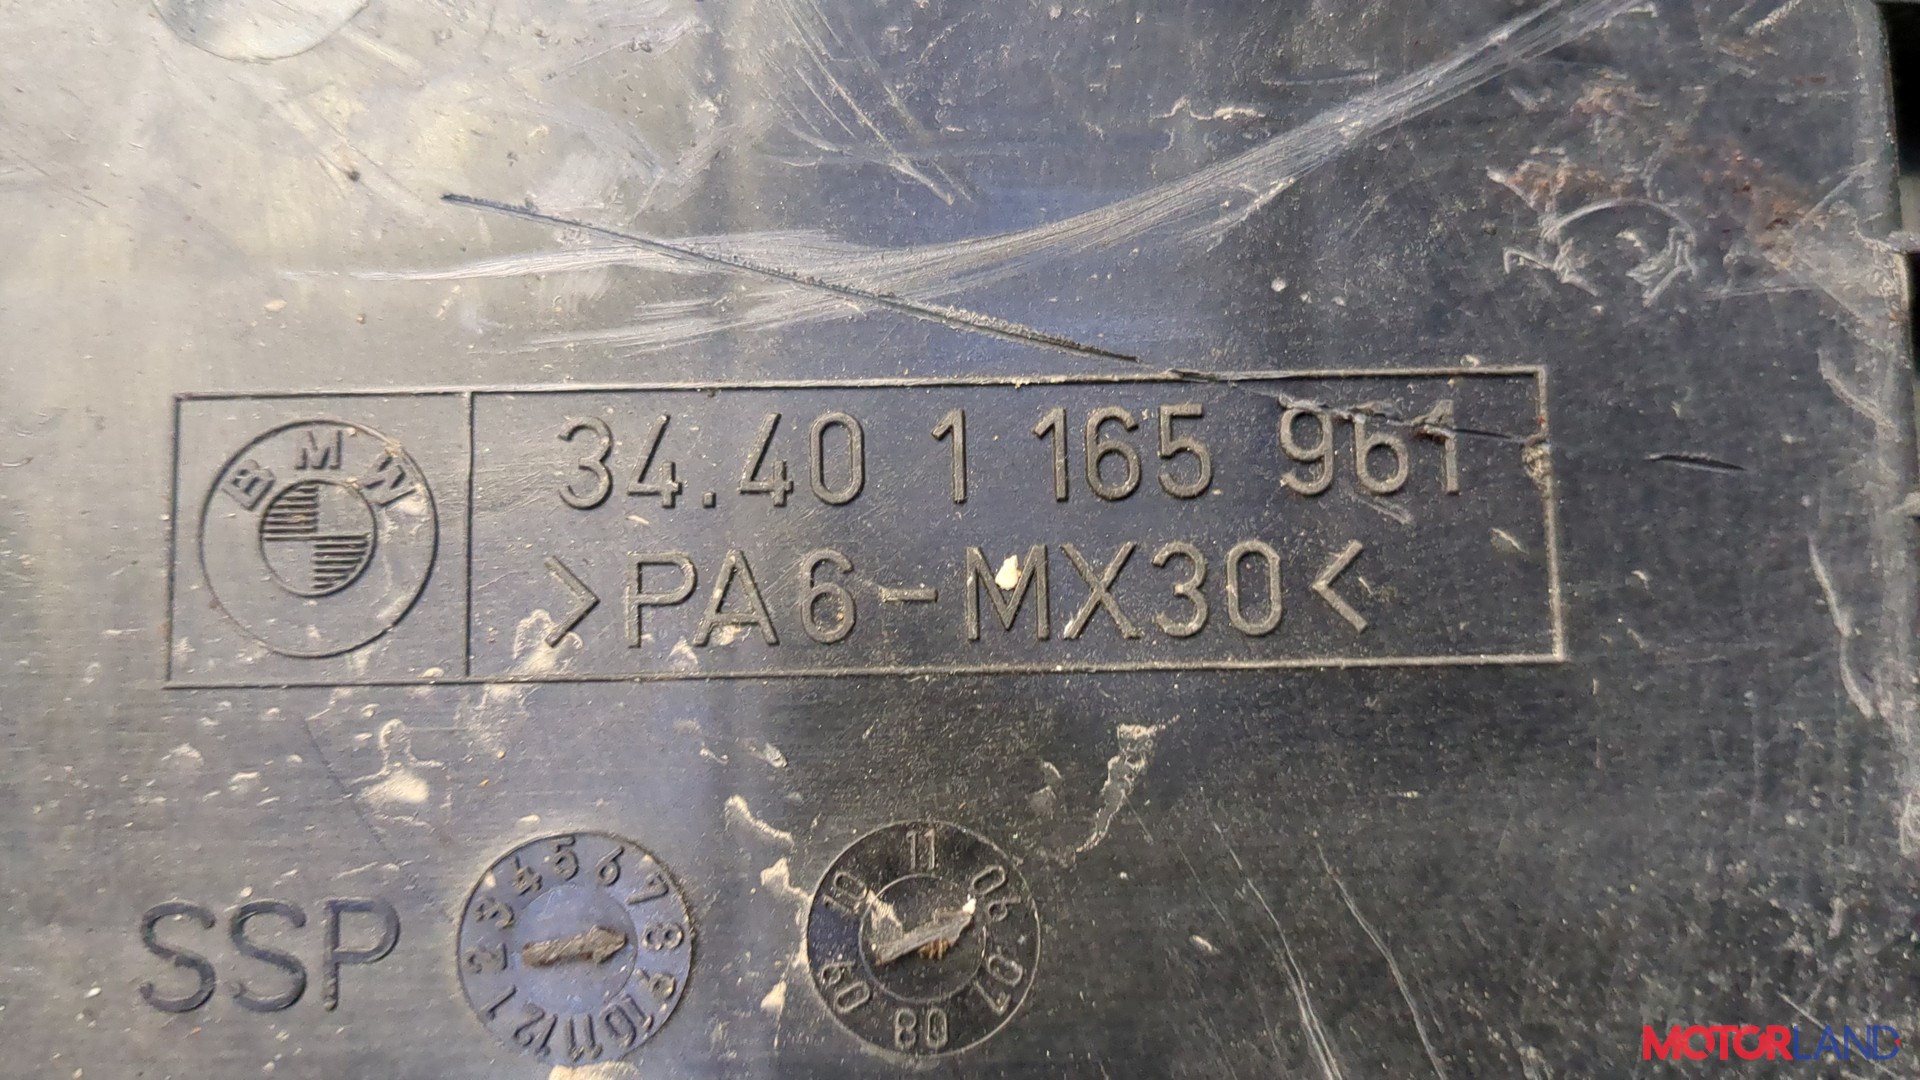 BMW
34.40 1 165 961
>PA6-MX30<
SSP
1 2 3 4 5 6 7 8 9 10 11 12
06 07 08 09 10 11
MOTORLAND